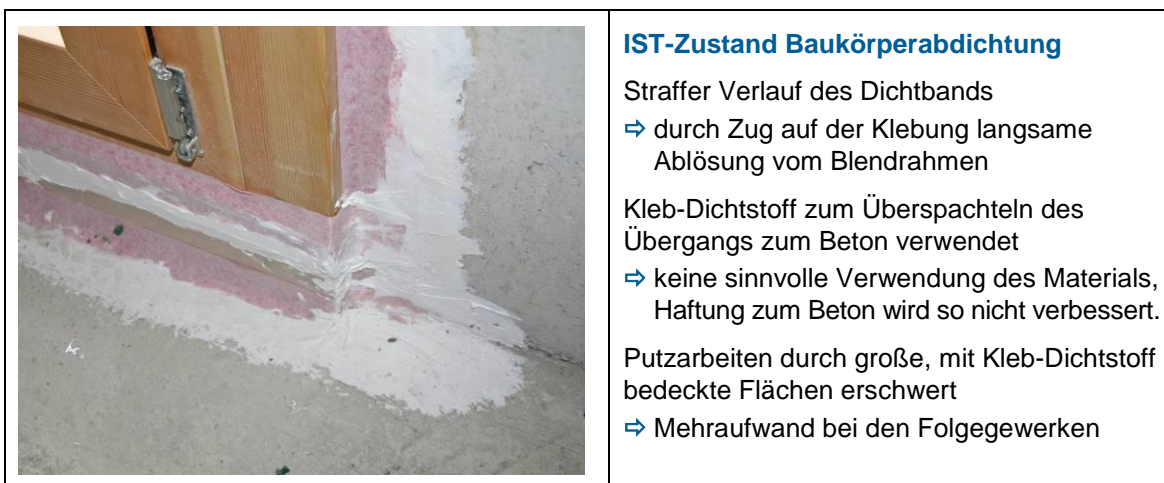 IST-Zustand Baukörperabdichtung
Straffer Verlauf des Dichtbands
⇨ durch Zug auf der Klebung langsame
Ablösung vom Blendrahmen
Kleb-Dichtstoff zum Überspachteln des
Übergangs zum Beton verwendet
⇨ keine sinnvolle Verwendung des Materials,
Haftung zum Beton wird so nicht verbessert.
Putzarbeiten durch große, mit Kleb-Dichtstoff
bedeckte Flächen erschwert
⇨ Mehraufwand bei den Folgegewerken